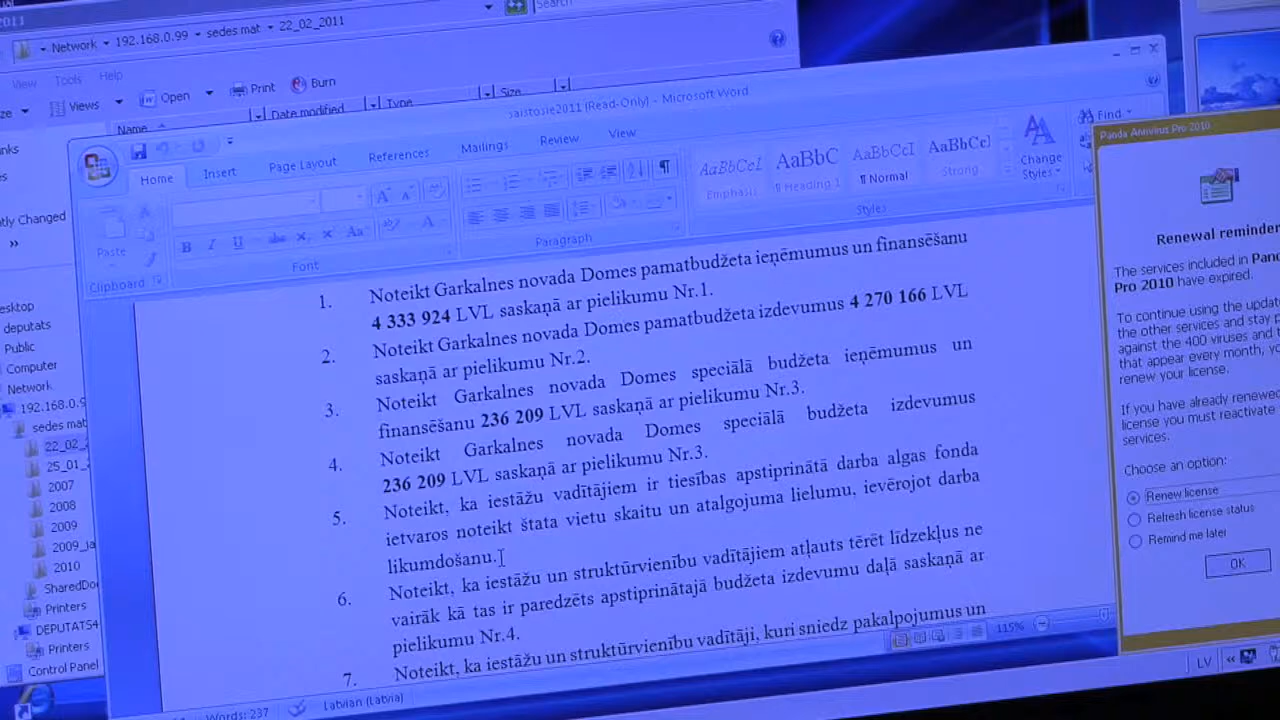 2011
Network
192.168.0.99
sedes mat
22_02_2011
Search
View
Tools
Help
Views
Open
Print
Burn
Name
Date modified
Type
Size
saistosie2011 (Read-Only) - Microsoft Word
Home
Insert
Page Layout
References
Mailings
Review
View
Paste
Clipboard
Font
Paragraph
AaBbCcI
Emphasis
AaBbC
¶ Heading 1
AaBbCcI
¶ Normal
AaBbCcI
Strong
Change
Styles
Styles
Find
1. Noteikt Garkalnes novada Domes pamatbudžeta ieņēmumus un finansēšanu
4 333 924 LVL saskaņā ar pielikumu Nr.1.
2. Noteikt Garkalnes novada Domes pamatbudžeta izdevumus 4 270 166 LVL
saskaņā ar pielikumu Nr.2.
3. Noteikt Garkalnes novada Domes speciālā budžeta ieņēmumus un
finansēšanu 236 209 LVL saskaņā ar pielikumu Nr.3.
4. Noteikt Garkalnes novada Domes speciālā budžeta izdevumus
236 209 LVL saskaņā ar pielikumu Nr.3.
5. Noteikt, ka iestāžu vadītājiem ir tiesības apstiprinātā darba algas fonda
ietvaros noteikt štata vietu skaitu un atalgojuma lielumu, ievērojot darba
likumdošanu.
6. Noteikt, ka iestāžu un struktūrvienību vadītājiem atļauts tērēt līdzekļus ne
vairāk kā tas ir paredzēts apstiprinātajā budžeta izdevumu daļā saskaņā ar
pielikumu Nr.4.
7. Noteikt, ka iestāžu un struktūrvienību vadītāji, kuri sniedz pakalpojumus un
Words: 237
Latvian (Latvia)
115%
Changed
deputats
Public
Computer
Network
192.168.0.9
sedes mat
22_02_
25_01_
2007
2008
2009
2009_ja
2010
SharedDo
Printers
DEPUTATS4
Printers
Control Panel
Panda Antivirus Pro 2010
Renewal reminder
The services included in
Pro 2010 have expired.
To continue using the
the other services and stay
against the 400 viruses and
that appear every month,
renew your license.
If you have already renewed
license you must reactivate
services.
Choose an option:
Renew license
Refresh license status
Remind me later
OK
LV